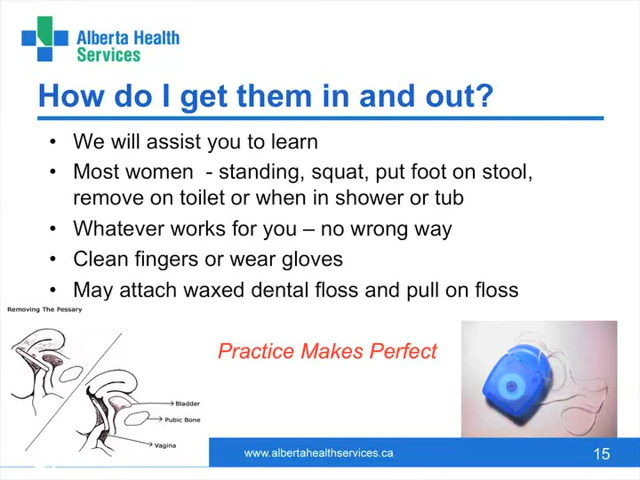 Alberta Health
Services
How do I get them in and out?
• We will assist you to learn
• Most women - standing, squat, put foot on stool,
remove on toilet or when in shower or tub
• Whatever works for you – no wrong way
• Clean fingers or wear gloves
• May attach waxed dental floss and pull on floss
Removing The Pessary
Practice Makes Perfect
Bladder
Pubic Bone
Vagina
www.albertahealthservices.ca
15